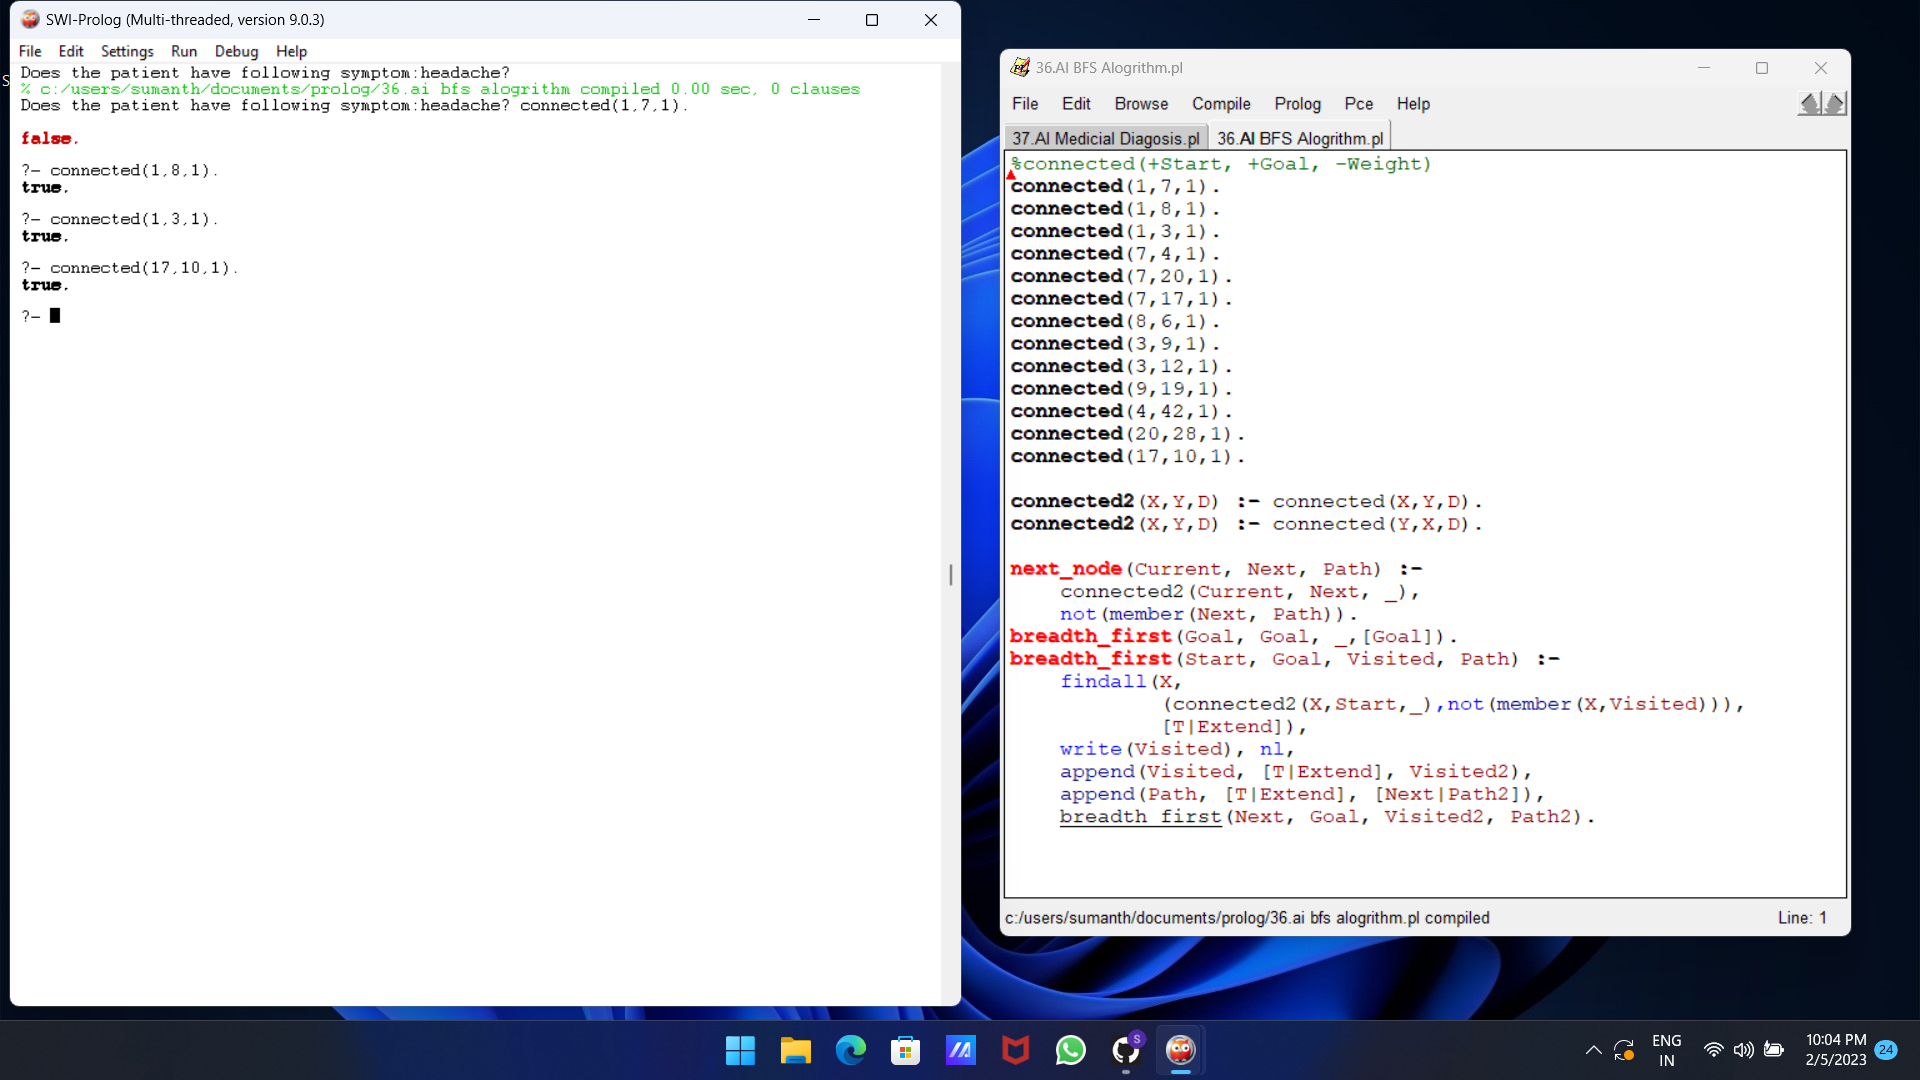 SWI-Prolog (Multi-threaded, version 9.0.3)
File Edit Settings Run Debug Help
Does the patient have following symptom:headache?
% c:/users/sumanth/documents/prolog/36.ai bfs alogrithm compiled 0.00 sec, 0 clauses
Does the patient have following symptom:headache? connected(1,7,1).
false.
?- connected(1,8,1).
true.
?- connected(1,3,1).
true.
?- connected(17,10,1).
true.
?-
S
36.AI BFS Alogrithm.pl
File Edit Browse Compile Prolog Pce Help
37.AI Medicial Diagosis.pl 36.AI BFS Alogrithm.pl
%connected(+Start, +Goal, -Weight)
connected(1,7,1).
connected(1,8,1).
connected(1,3,1).
connected(7,4,1).
connected(7,20,1).
connected(7,17,1).
connected(8,6,1).
connected(3,9,1).
connected(3,12,1).
connected(9,19,1).
connected(4,42,1).
connected(20,28,1).
connected(17,10,1).
connected2(X,Y,D) :- connected(X,Y,D).
connected2(X,Y,D) :- connected(Y,X,D).
next_node(Current, Next, Path) :-
connected2(Current, Next, _),
not(member(Next, Path)).
breadth_first(Goal, Goal, _,[Goal]).
breadth_first(Start, Goal, Visited, Path) :-
findall(X,
(connected2(X,Start,_),not(member(X,Visited))),
[T|Extend]),
write(Visited), nl,
append(Visited, [T|Extend], Visited2),
append(Path, [T|Extend], [Next|Path2]),
breadth_first(Next, Goal, Visited2, Path2).
c:/users/sumanth/documents/prolog/36.ai bfs alogrithm.pl compiled Line: 1
S
ENG
IN
10:04 PM
2/5/2023
24